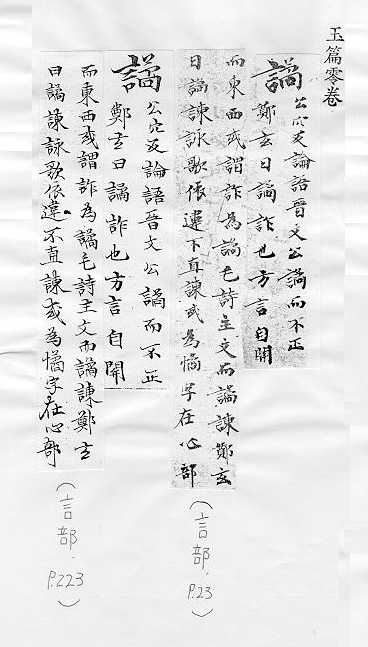 玉篇零卷
譎公穴反論語晉文公譎而不正
鄭玄曰譎詐也方言自關
而東西或謂詐為譎毛詩主文而譎諫鄭玄
曰譎諫詠歌依違不直諫或為憰字在心部
(言部.
P.23)
譎公穴反論語晉文公譎而不正
鄭玄曰譎詐也方言自關
而東西或謂詐為譎毛詩主文而譎諫鄭玄
曰譎諫詠歌依違不直諫或為憰字在心部
(言部.
P.223)